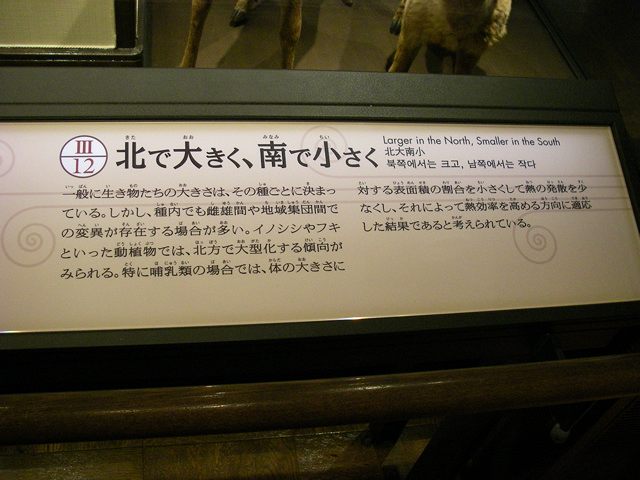 III
12
北で大きく、南で小さく
Larger in the North, Smaller in the South
北大南小
북쪽에서는 크고, 남쪽에서는 작다
一般に生き物たちの大きさは、その種ごとに決まっ
ている。しかし、種内でも雌雄間や地域集団間で
の変異が存在する場合が多い。イノシシやフキ
といった動植物では、北方で大型化する傾向が
みられる。特に哺乳類の場合では、体の大きさに
対する表面積の割合を小さくして熱の発散を少
なくし、それによって熱効率を高める方向に適応
した結果であると考えられている。